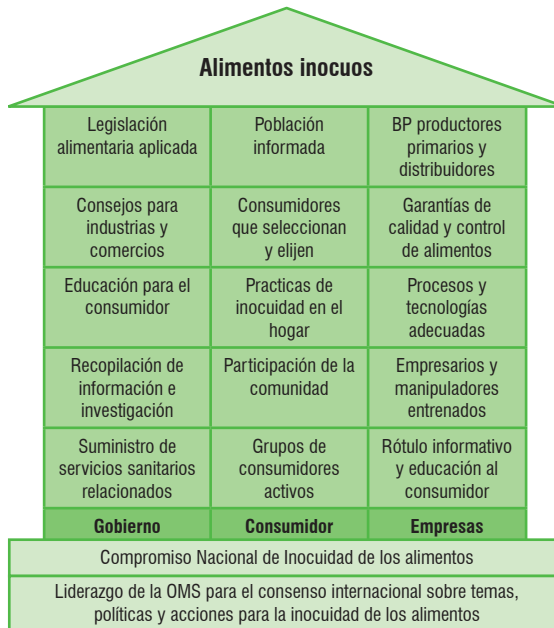 Alimentos inocuos
Legislación
alimentaria aplicada
Población
informada
BP productores
primarios y
distribuidores
Consejos para
industrias y
comercios
Consumidores
que seleccionan
y elijen
Garantías de
calidad y control
de alimentos
Educación para el
consumidor
Practicas de
inocuidad en el
hogar
Procesos y
tecnologías
adecuadas
Recopilación de
información e
investigación
Participación de la
comunidad
Empresarios y
manipuladores
entrenados
Suministro de
servicios sanitarios
relacionados
Grupos de
consumidores
activos
Rótulo informativo
y educación al
consumidor
Gobierno
Consumidor
Empresas
Compromiso Nacional de Inocuidad de los alimentos
Liderazgo de la OMS para el consenso internacional sobre temas,
políticas y acciones para la inocuidad de los alimentos